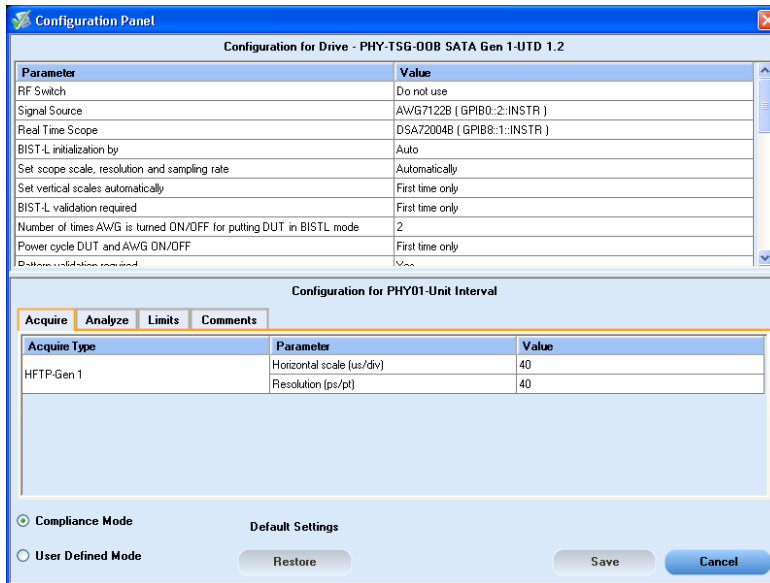 Configuration Panel
Configuration for Drive - PHY-TSG-OOB SATA Gen 1-UTD 1.2
Parameter Value
RF Switch Do not use
Signal Source AWG7122B ( GPIB0::2::INSTR )
Real Time Scope DSA72004B ( GPIB8::1::INSTR )
BIST-L initialization by Auto
Set scope scale, resolution and sampling rate Automatically
Set vertical scales automatically First time only
BIST-L validation required First time only
Number of times AWG is turned ON/OFF for putting DUT in BISTL mode 2
Power cycle DUT and AWG ON/OFF First time only
Pattern validation required Yes
Configuration for PHY01-Unit Interval
Acquire Analyze Limits Comments
Acquire Type Parameter Value
HFTP-Gen 1 Horizontal scale (us/div) 40
Resolution (ps/pt) 40
Compliance Mode
Default Settings
User Defined Mode Restore Save Cancel